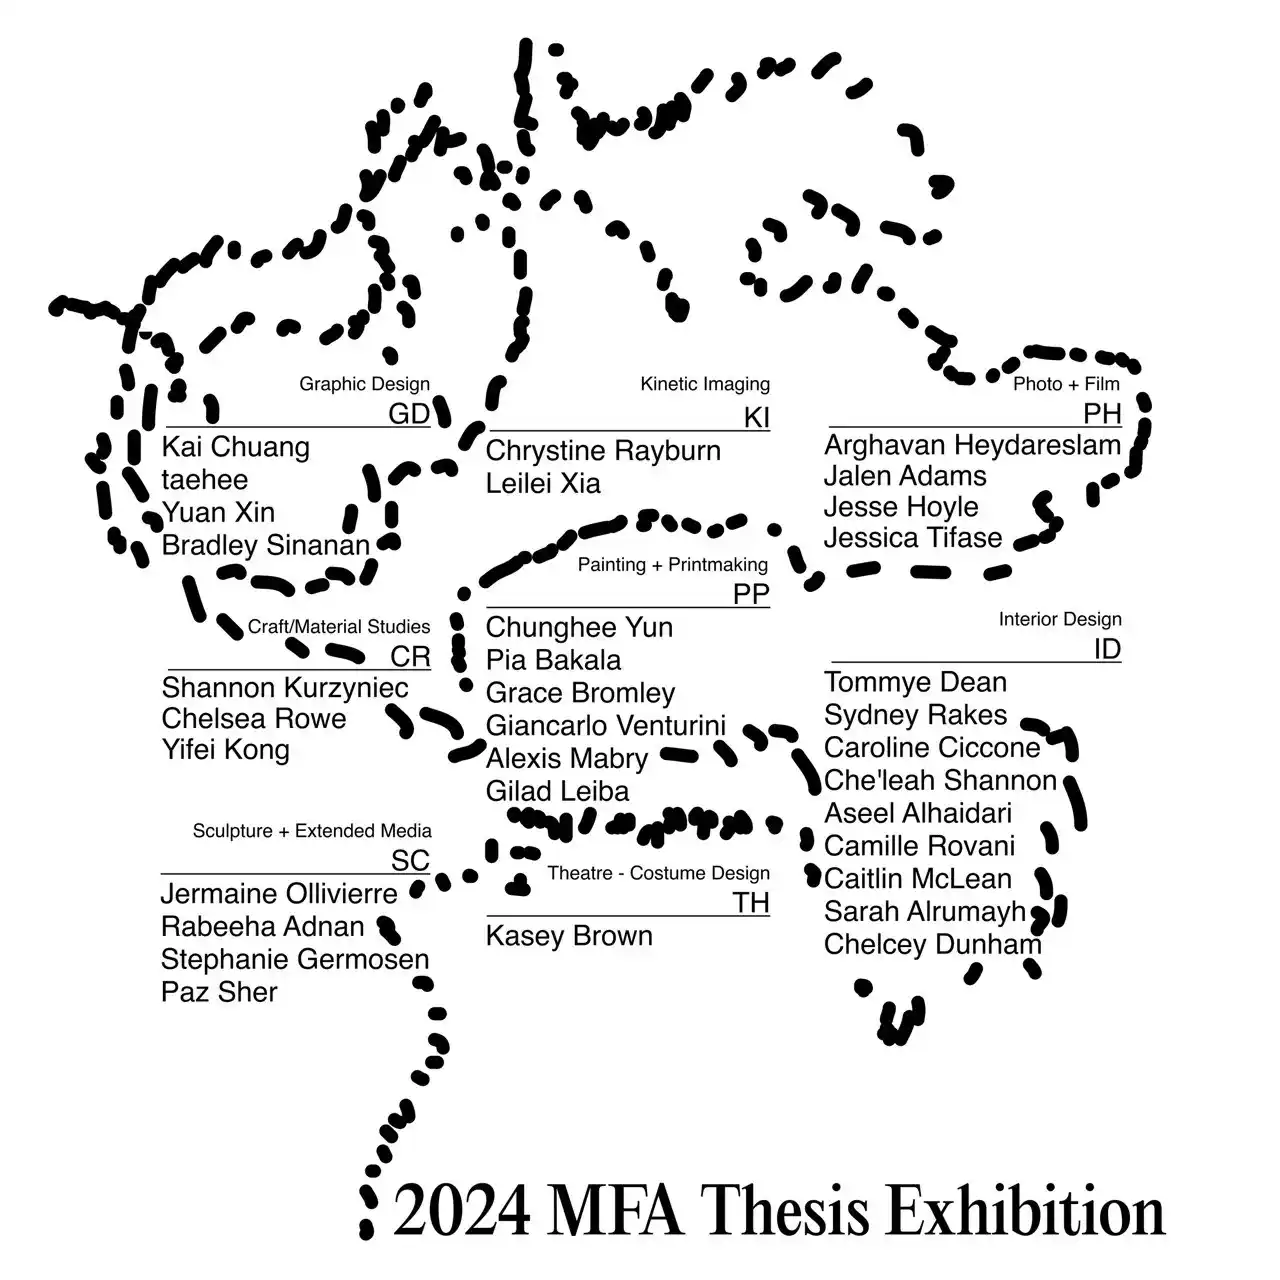 Graphic Design
GD
Kai Chuang
taehee
Yuan Xin
Bradley Sinanan
Craft/Material Studies
CR
Shannon Kurzyniec
Chelsea Rowe
Yifei Kong
Sculpture + Extended Media
SC
Jermaine Ollivierre
Rabeeha Adnan
Stephanie Germosen
Paz Sher
Kinetic Imaging
KI
Chrystine Rayburn
Leilei Xia
Painting + Printmaking
PP
Chunghee Yun
Pia Bakala
Grace Bromley
Giancarlo Venturini
Alexis Mabry
Gilad Leiba
Theatre - Costume Design
TH
Kasey Brown
Photo + Film
PH
Arghavan Heydareslam
Jalen Adams
Jesse Hoyle
Jessica Tifase
Interior Design
ID
Tommye Dean
Sydney Rakes
Caroline Ciccone
Che'leah Shannon
Aseel Alhaidari
Camille Rovani
Caitlin McLean
Sarah Alrumayh
Chelcey Dunham
2024 MFA Thesis Exhibition